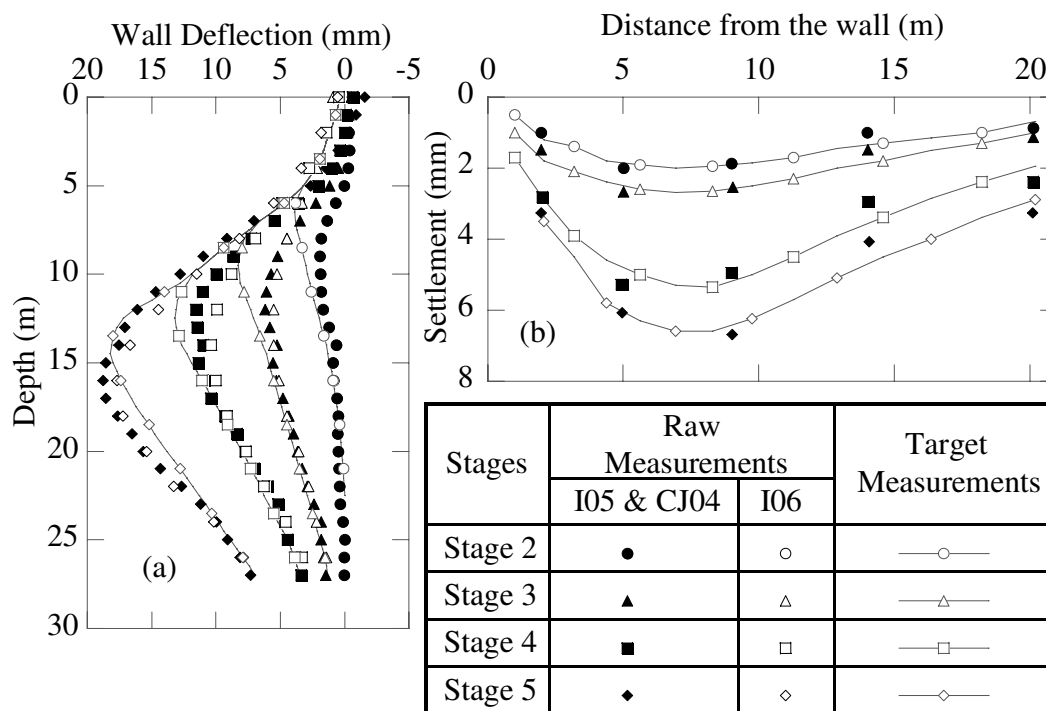 Wall Deflection (mm)
20 15 10 5 0 -5
0
5
10
15
20
25
30
Depth (m)
(a)
Distance from the wall (m)
0 5 10 15 20
0
2
4
6
8
Settlement (mm)
(b)
Stages
Raw
Measurements
Target
Measurements
I05 & CJ04 I06
Stage 2
Stage 3
Stage 4
Stage 5